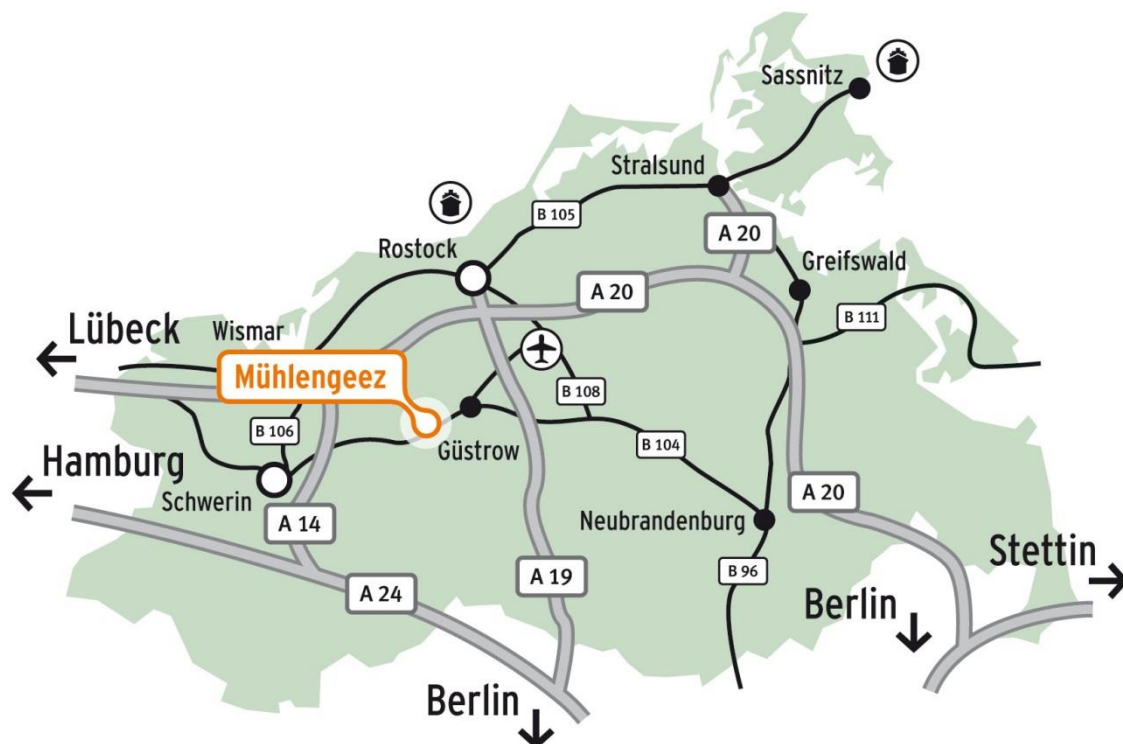 Sassnitz
Stralsund
B 105
Rostock
A 20
Greifswald
A 20
B 111
Lübeck
Wismar
Mühlengeez
B 108
B 106
Güstrow
B 104
Hamburg
Schwerin
A 20
A 14
Neubrandenburg
Stettin
B 96
A 19
A 24
Berlin
Berlin